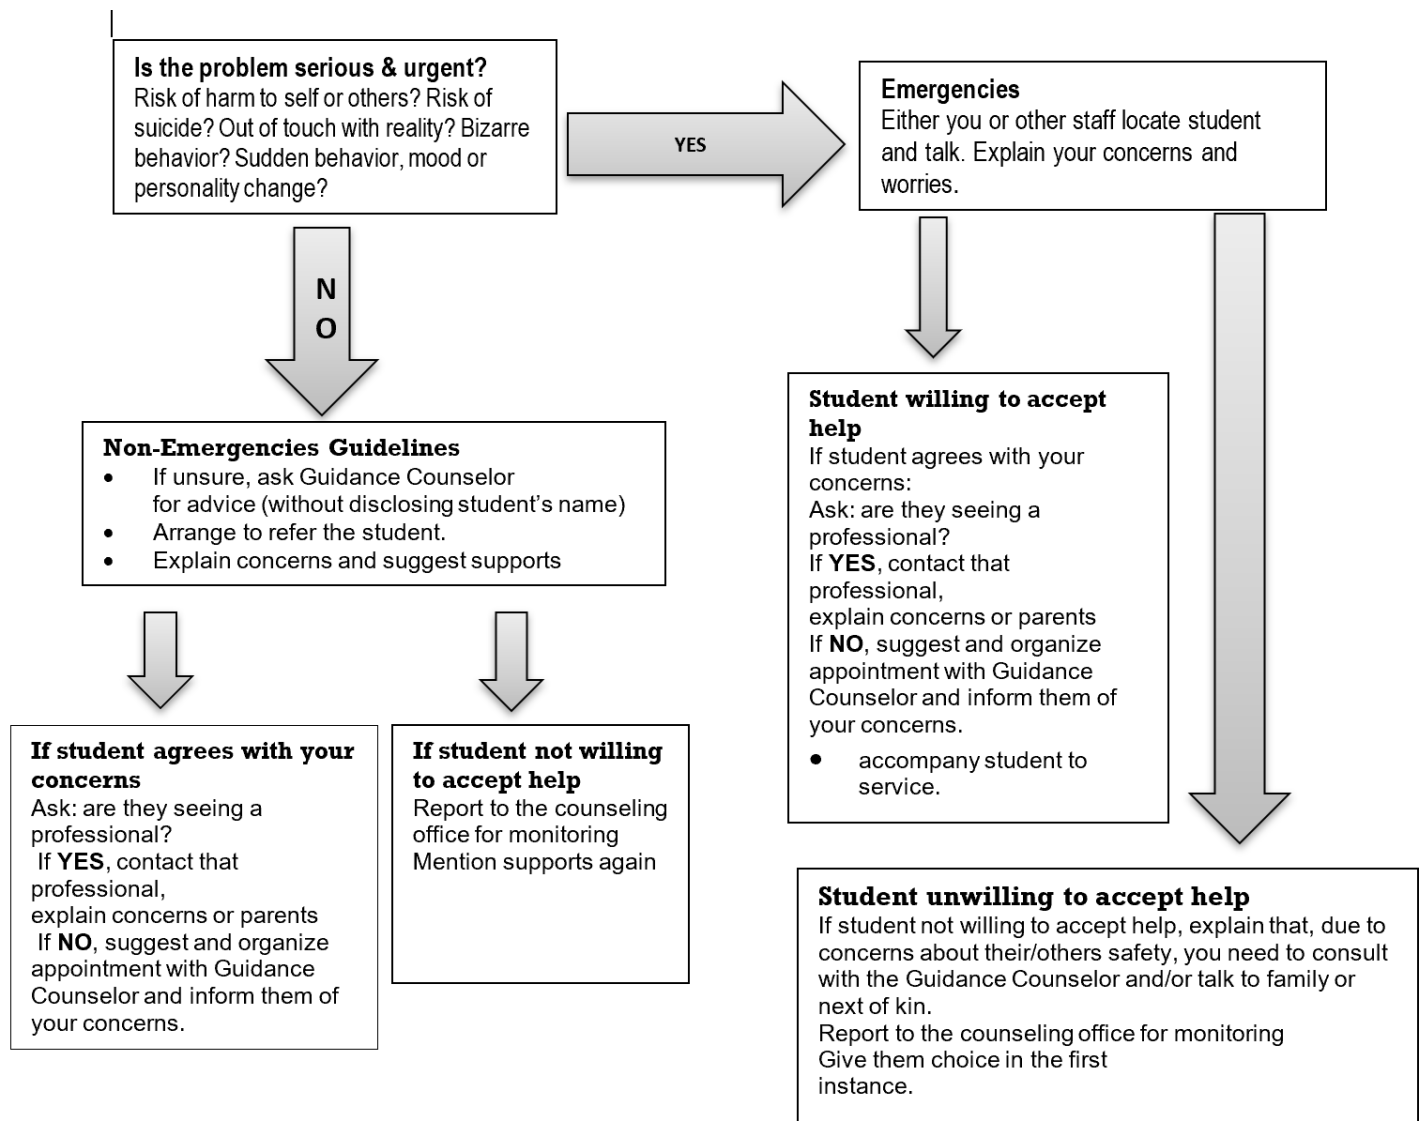 Is the problem serious & urgent?
Risk of harm to self or others? Risk of
suicide? Out of touch with reality? Bizarre
behavior? Sudden behavior, mood or
personality change?
YES
Emergencies
Either you or other staff locate student
and talk. Explain your concerns and
worries.
N
O
Non-Emergencies Guidelines
• If unsure, ask Guidance Counselor
for advice (without disclosing student’s name)
• Arrange to refer the student.
• Explain concerns and suggest supports
If student agrees with your
concerns
Ask: are they seeing a
professional?
If YES, contact that
professional,
explain concerns or parents
If NO, suggest and organize
appointment with Guidance
Counselor and inform them of
your concerns.
If student not willing
to accept help
Report to the counseling
office for monitoring
Mention supports again
Student willing to accept
help
If student agrees with your
concerns:
Ask: are they seeing a
professional?
If YES, contact that
professional,
explain concerns or parents
If NO, suggest and organize
appointment with Guidance
Counselor and inform them of
your concerns.
• accompany student to
service.
Student unwilling to accept help
If student not willing to accept help, explain that, due to
concerns about their/others safety, you need to consult
with the Guidance Counselor and/or talk to family or
next of kin.
Report to the counseling office for monitoring
Give them choice in the first
instance.